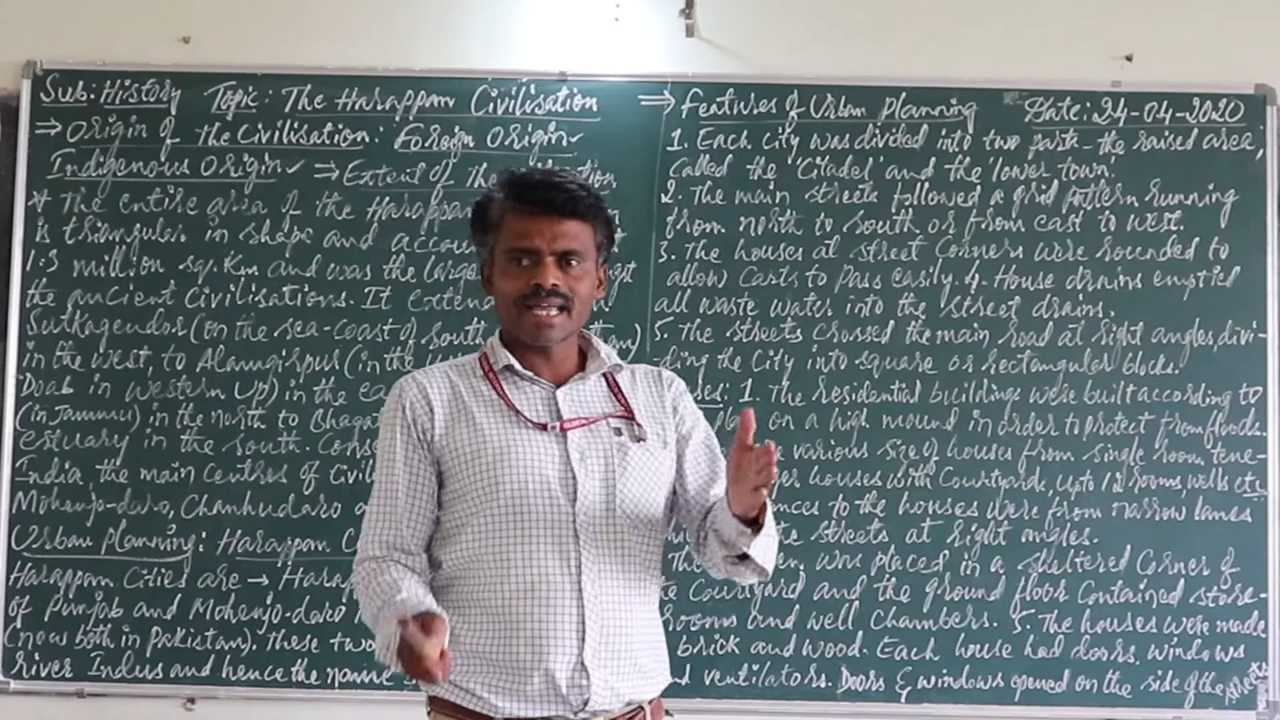 Sub: History Topic: The Harappan Civilisation
⇒ Origin of the Civilisation: Foreign Origin
Indigenous Origin ⇒ Extent of the
* The entire area of the Harappan
is triangular in shape and
1.3 million sq. km and was the
the ancient Civilisations. It
Sutkagendor (on the sea-coast of south
in the west, to Alamgirpur (in the
Doab in western Up) in the
(in Jammu) in the north to
estuary in the south.
India, the main centres of
Mohenjo-daro, Chanhudaro
Urban Planning: Harappan
Harappan Cities are →
of Punjab and Mohenjo-daro
(now both in pakistan). These two
river Indus and hence the name
⇒ Features of Urban planning Date: 24-04-2020
1. Each city was divided into two parts - the raised area,
called the 'Citadel' and the 'lower town'.
2. The main streets followed a grid pattern running
from north to south or from east to west.
3. The houses at street Corners were rounded to
allow Carts to pass easily. 4. House drains emptied
all waste water into the street drains.
5. The streets crossed the main road at right angles, divi-
-ding the City into square or rectangular blocks.
1. The residential buildings were built according to
on a high mound in order to protect from floods.
various size of houses from single room tene-
houses with Courtyards, upto 12 rooms, wells etc
to the houses were from narrow lanes
the streets at right angles.
was placed in a sheltered Corner of
Courtyard and the ground floor Contained store-
rooms and well Chambers. 5. The houses were made
brick and wood. Each house had doors, windows
ventilators. Doors & windows opened on the side of the streets